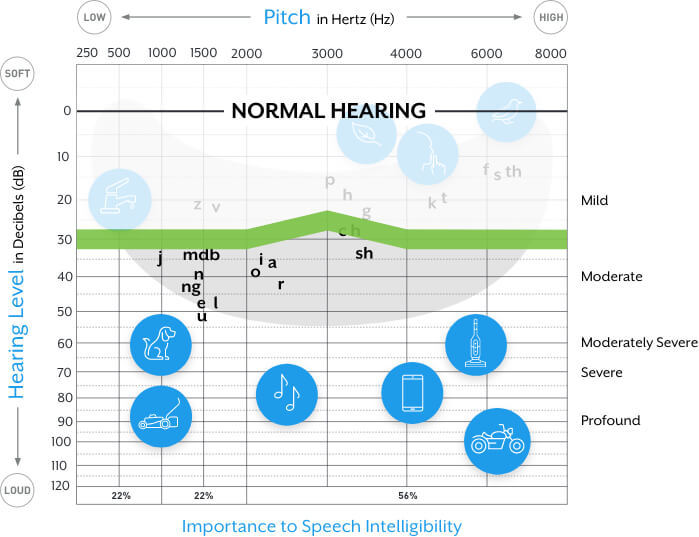 LOW Pitch in Hertz (Hz) HIGH
250 500 1000 1500 2000 3000 4000 6000 8000
SOFT
0 NORMAL HEARING
10
f s th
p
h
k t
20 z v Mild
g
30
c h
j mdb i a sh
o
40 n Moderate
ng r
e l
50 u
60 Moderately Severe
70 Severe
80
90 Profound
100
110
120
LOUD
Hearing Level in Decibels (dB)
22% 22% 56%
Importance to Speech Intelligibility